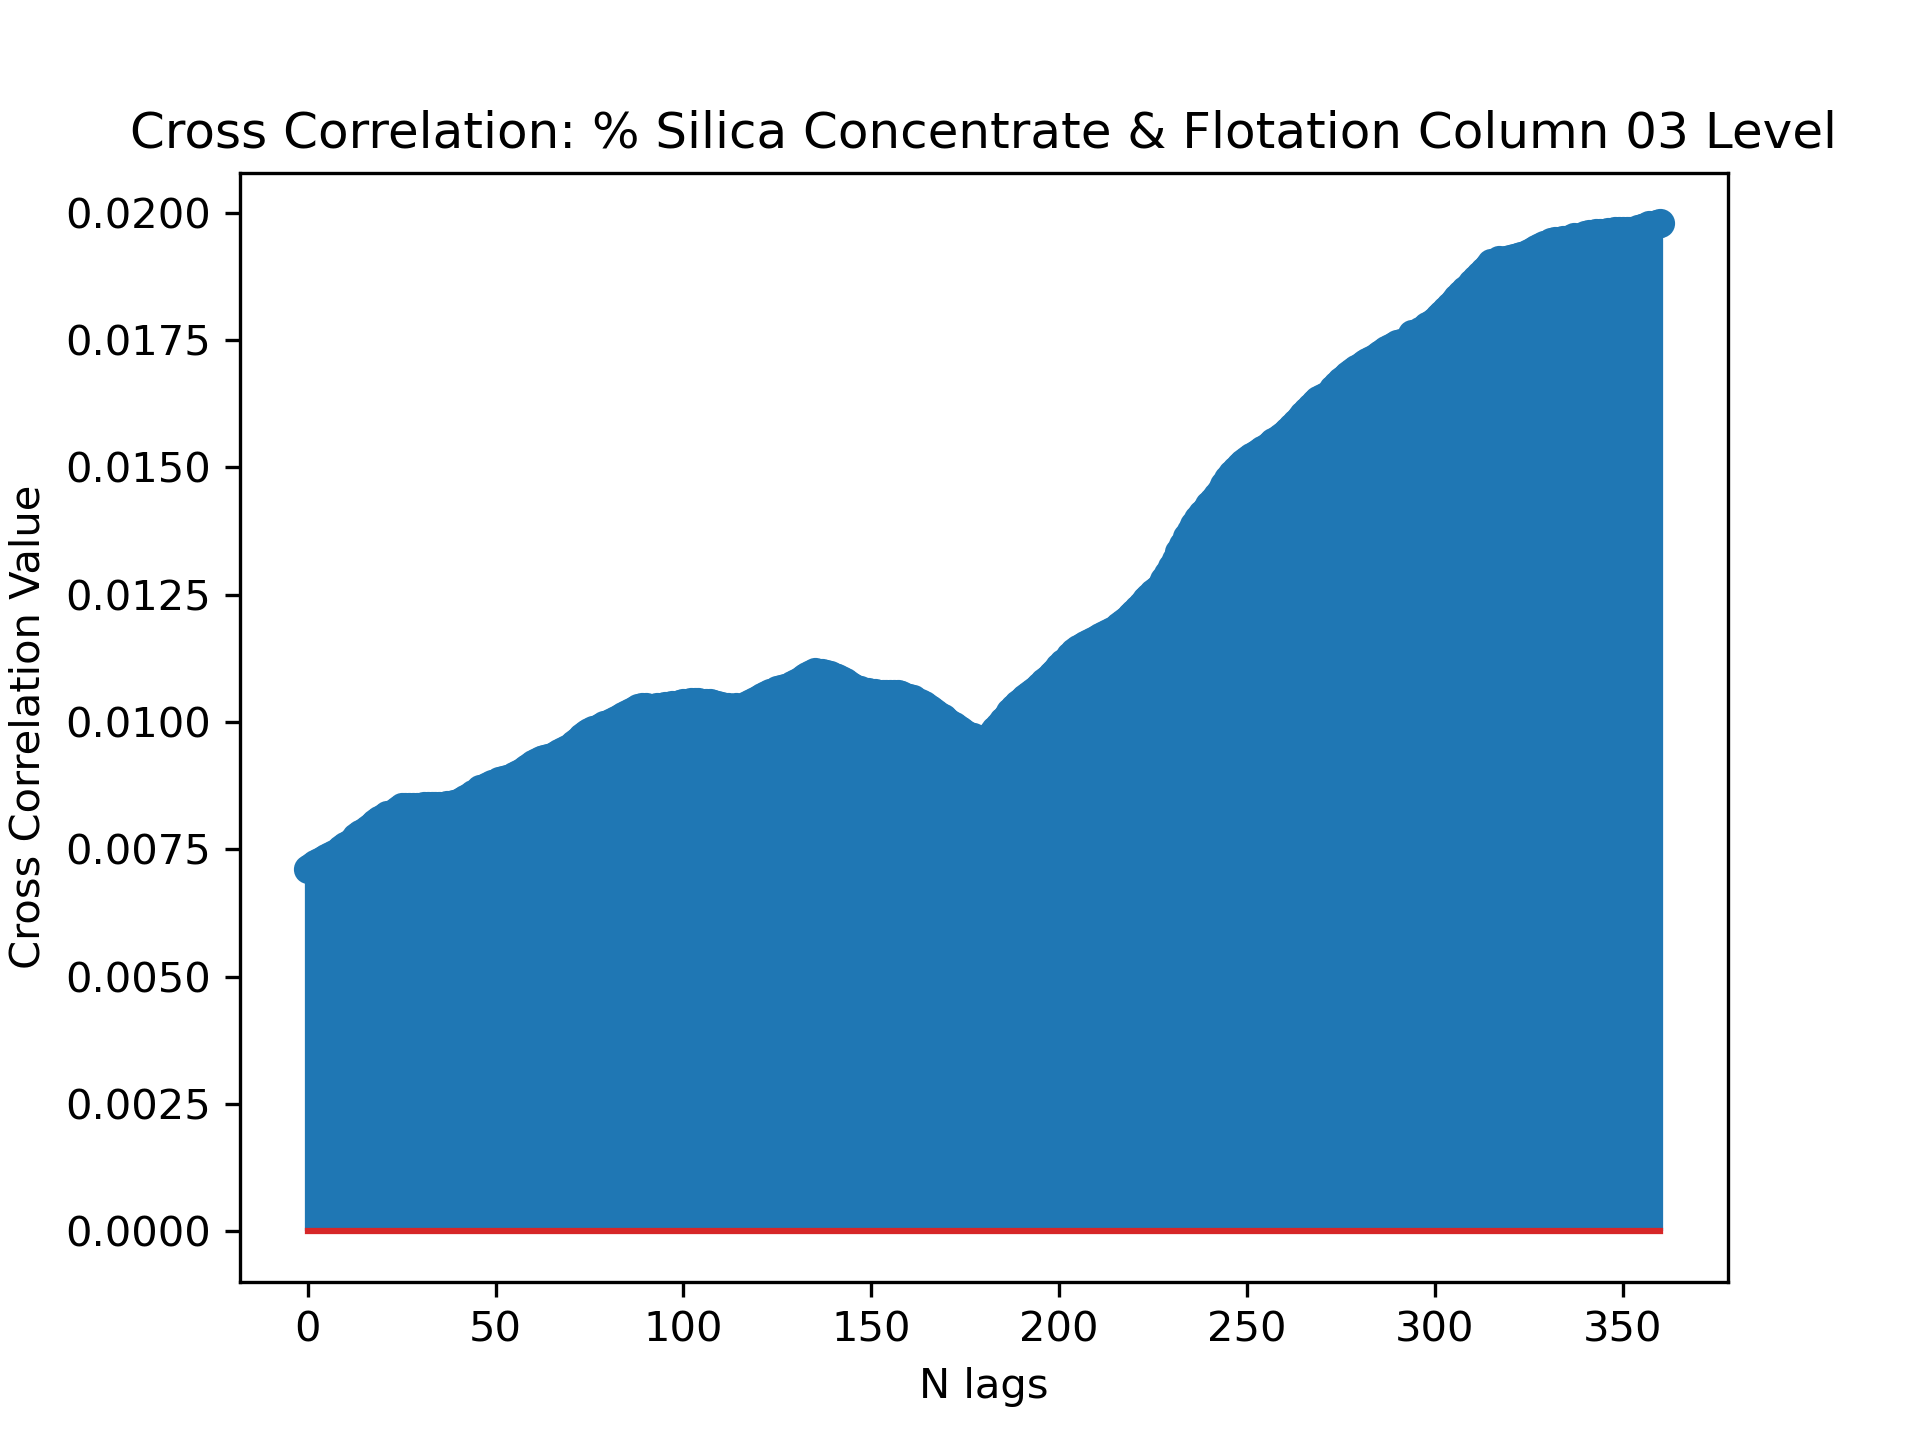 Cross Correlation: % Silica Concentrate & Flotation Column 03 Level
0.0200
0.0175
0.0150
0.0125
0.0100
0.0075
0.0050
0.0025
0.0000
Cross Correlation Value
0 50 100 150 200 250 300 350
N lags